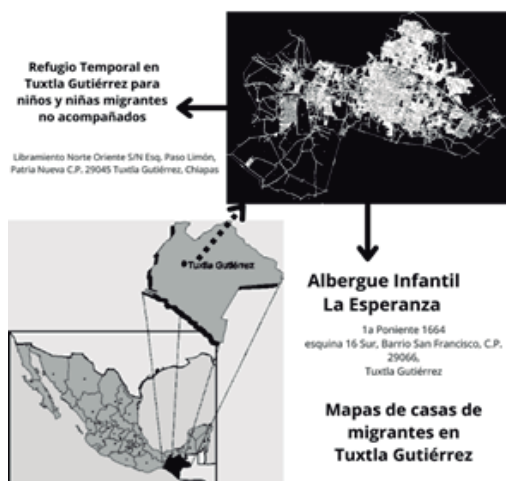 Refugio Temporal en
Tuxtla Gutiérrez para
niños y niñas migrantes
no acompañados
Libramiento Norte Oriente S/N Esq. Paso Limón,
Patria Nueva C.P. 29045 Tuxtla Gutiérrez, Chiapas
Tuxtla Gutiérrez
Albergue Infantil
La Esperanza
1a Poniente 1664
esquina 16 Sur, Barrio San Francisco, C.P.
29066,
Tuxtla Gutiérrez
Mapas de casas de
migrantes en
Tuxtla Gutiérrez